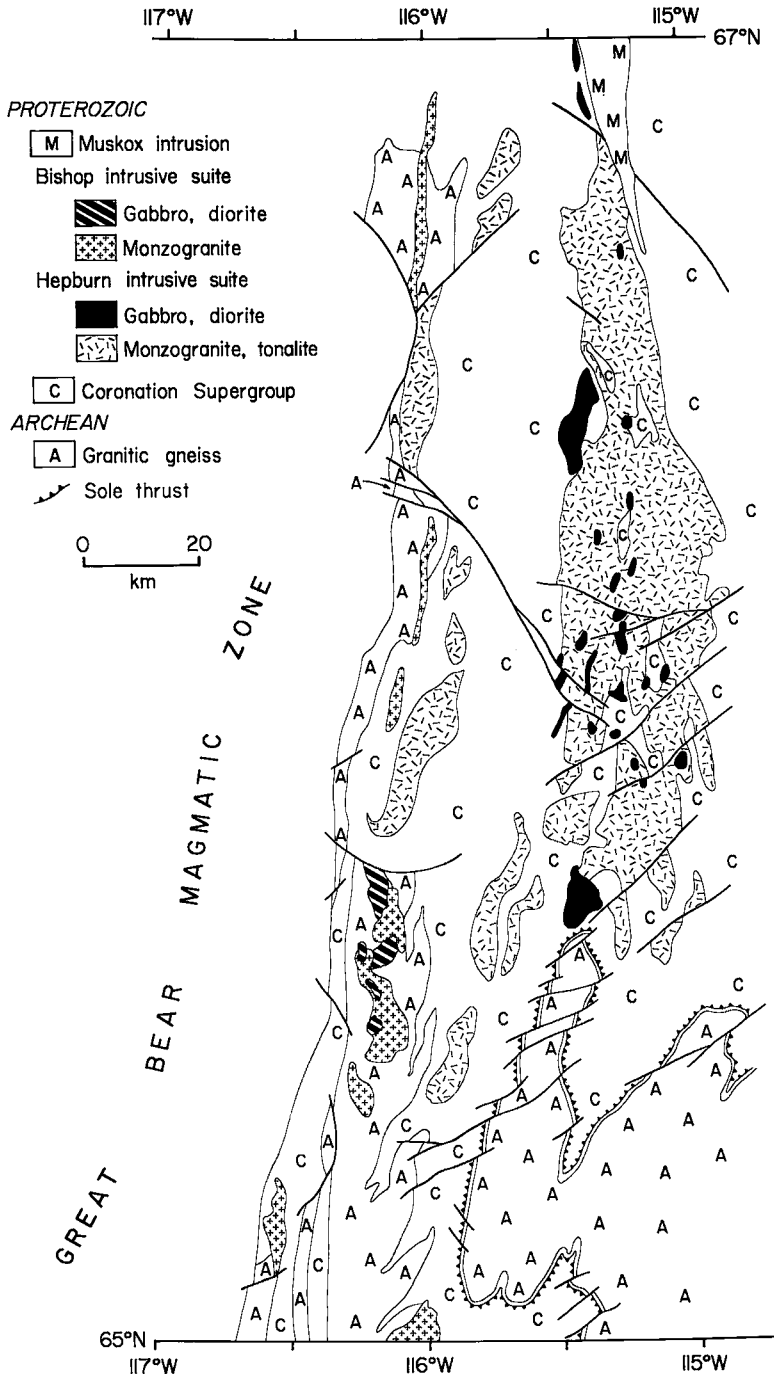 117°W 116°W 115°W
67°N
PROTEROZOIC
M Muskox intrusion
Bishop intrusive suite
Gabbro, diorite
Monzogranite
Hepburn intrusive suite
Gabbro, diorite
Monzogranite, tonalite
C Coronation Supergroup
ARCHEAN
A Granitic gneiss
Sole thrust
0 20
km
GREAT BEAR MAGMATIC ZONE
65°N
117°W 116°W 115°W